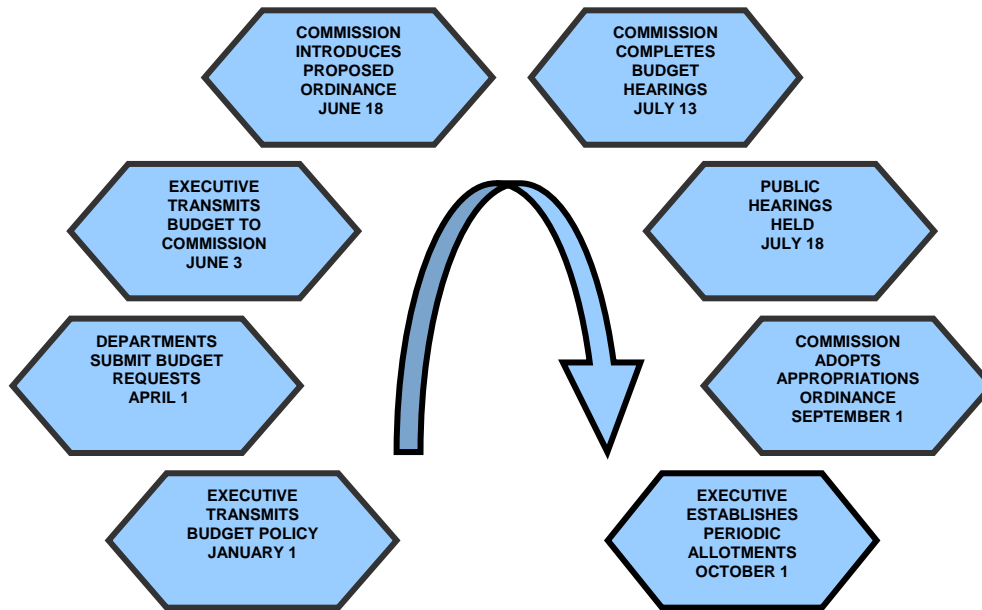 COMMISSION
INTRODUCES
PROPOSED
ORDINANCE
JUNE 18
COMMISSION
COMPLETES
BUDGET
HEARINGS
JULY 13
EXECUTIVE
TRANSMITS
BUDGET TO
COMMISSION
JUNE 3
PUBLIC
HEARINGS
HELD
JULY 18
DEPARTMENTS
SUBMIT BUDGET
REQUESTS
APRIL 1
COMMISSION
ADOPTS
APPROPRIATIONS
ORDINANCE
SEPTEMBER 1
EXECUTIVE
TRANSMITS
BUDGET POLICY
JANUARY 1
EXECUTIVE
ESTABLISHES
PERIODIC
ALLOTMENTS
OCTOBER 1